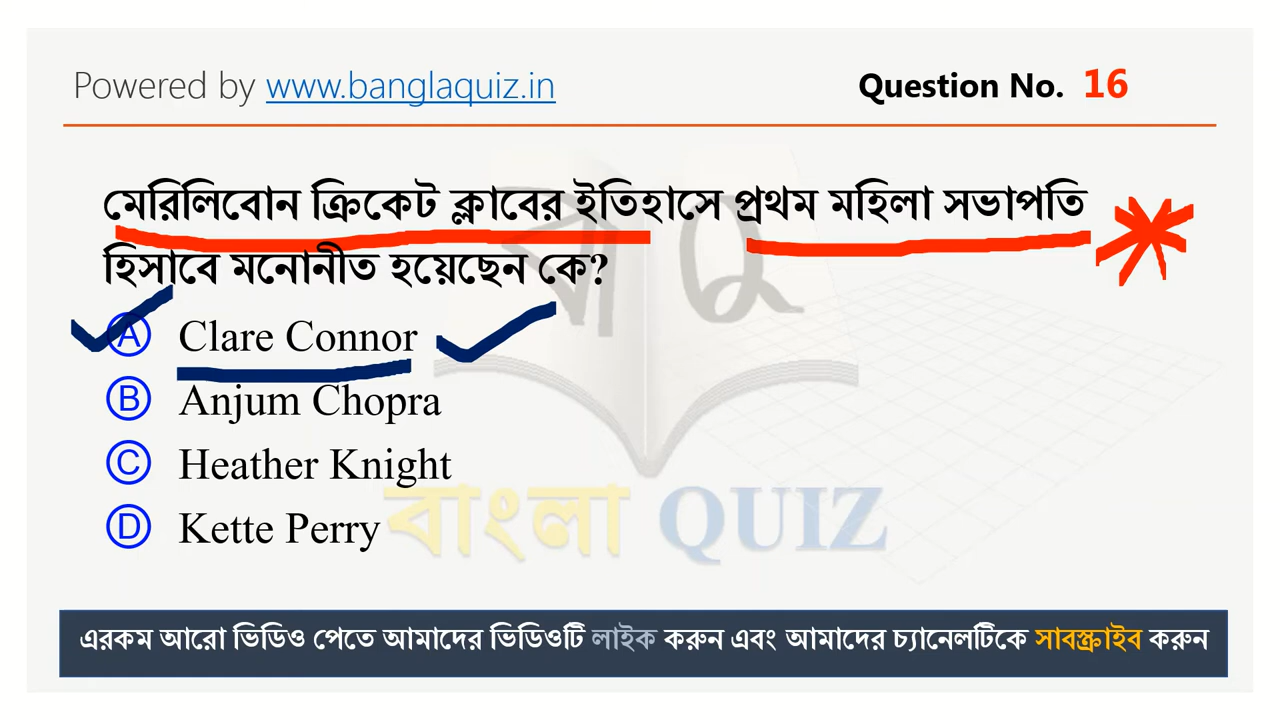 Powered by www.banglaquiz.in
Question No. 16
মেরিলিবোন ক্রিকেট ক্লাবের ইতিহাসে প্রথম মহিলা সভাপতি
হিসাবে মনোনীত হয়েছেন কে?
Ⓐ Clare Connor
Ⓑ Anjum Chopra
Ⓒ Heather Knight
Ⓓ Kette Perry
বা Q
বাংলা QUIZ
এরকম আরো ভিডিও পেতে আমাদের ভিডিওটি লাইক করুন এবং আমাদের চ্যানেলটিকে সাবস্ক্রাইব করুন